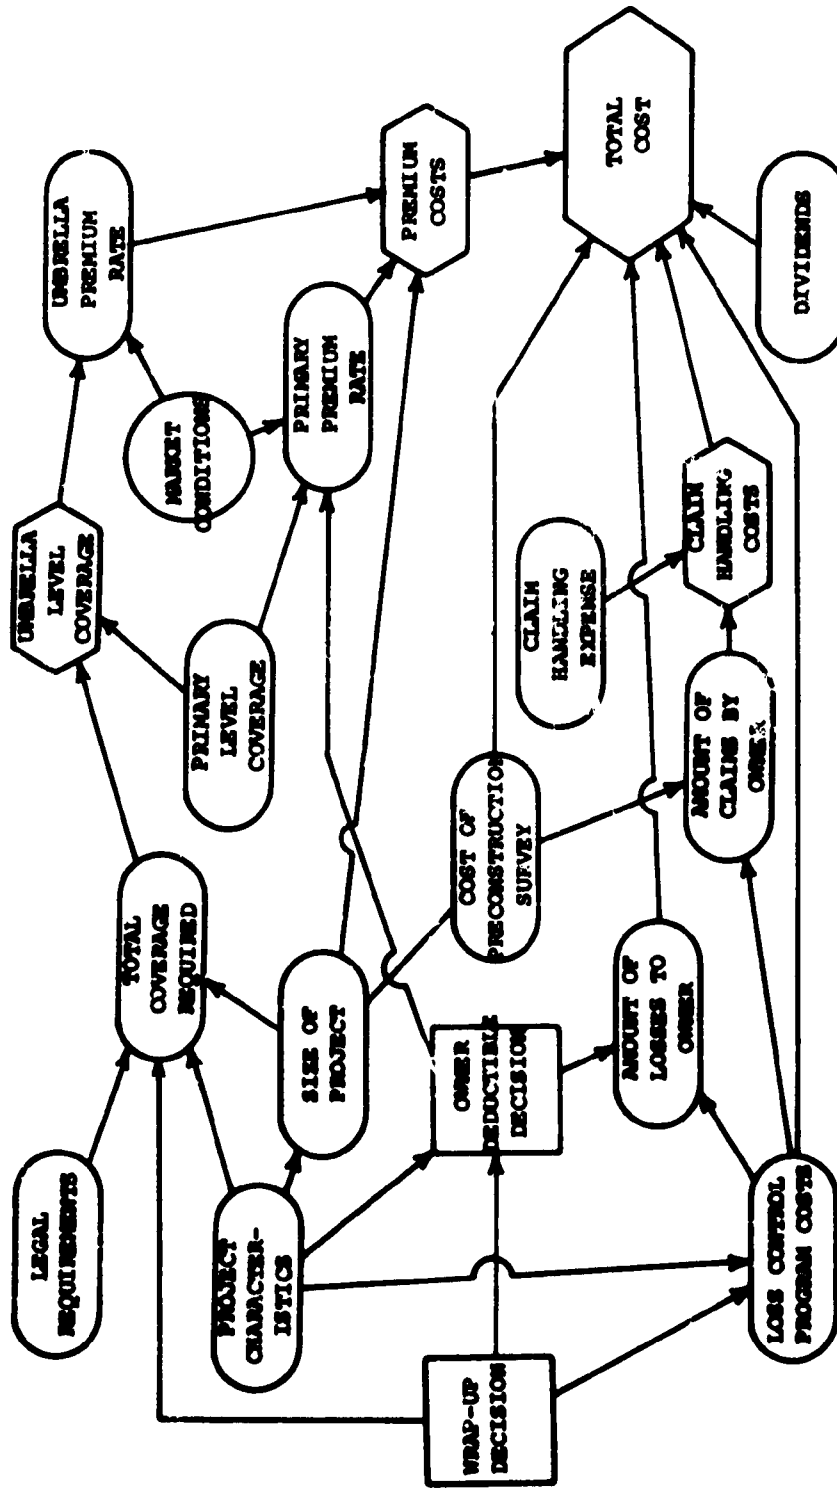 LEGAL
REQUIREMENTS
TOTAL
COVERAGE
REQUIRED
UMBRELLA
LEVEL
COVERAGE
UMBRELLA
PREMIUM
RATE
PROJECT
CHARACTER-
ISTICS
SIZE OF
PROJECT
PRIMARY
LEVEL
COVERAGE
MARKET
CONDITIONS
PRIMARY
PREMIUM
RATE
PREMIUM
COSTS
WRAP-UP
DECISION
OWNER
DEDUCTIBLE
DECISION
COST OF
PRECONSTRUCTION
SURVEY
CLAIM
HANDLING
EXPENSE
TOTAL
COST
AMOUNT OF
LOSSES TO
OWNER
AMOUNT OF
CLAIMS BY
OWNER
CLAIM
HANDLING
COSTS
LOSS CONTROL
PROGRAM COSTS
DIVIDENDS